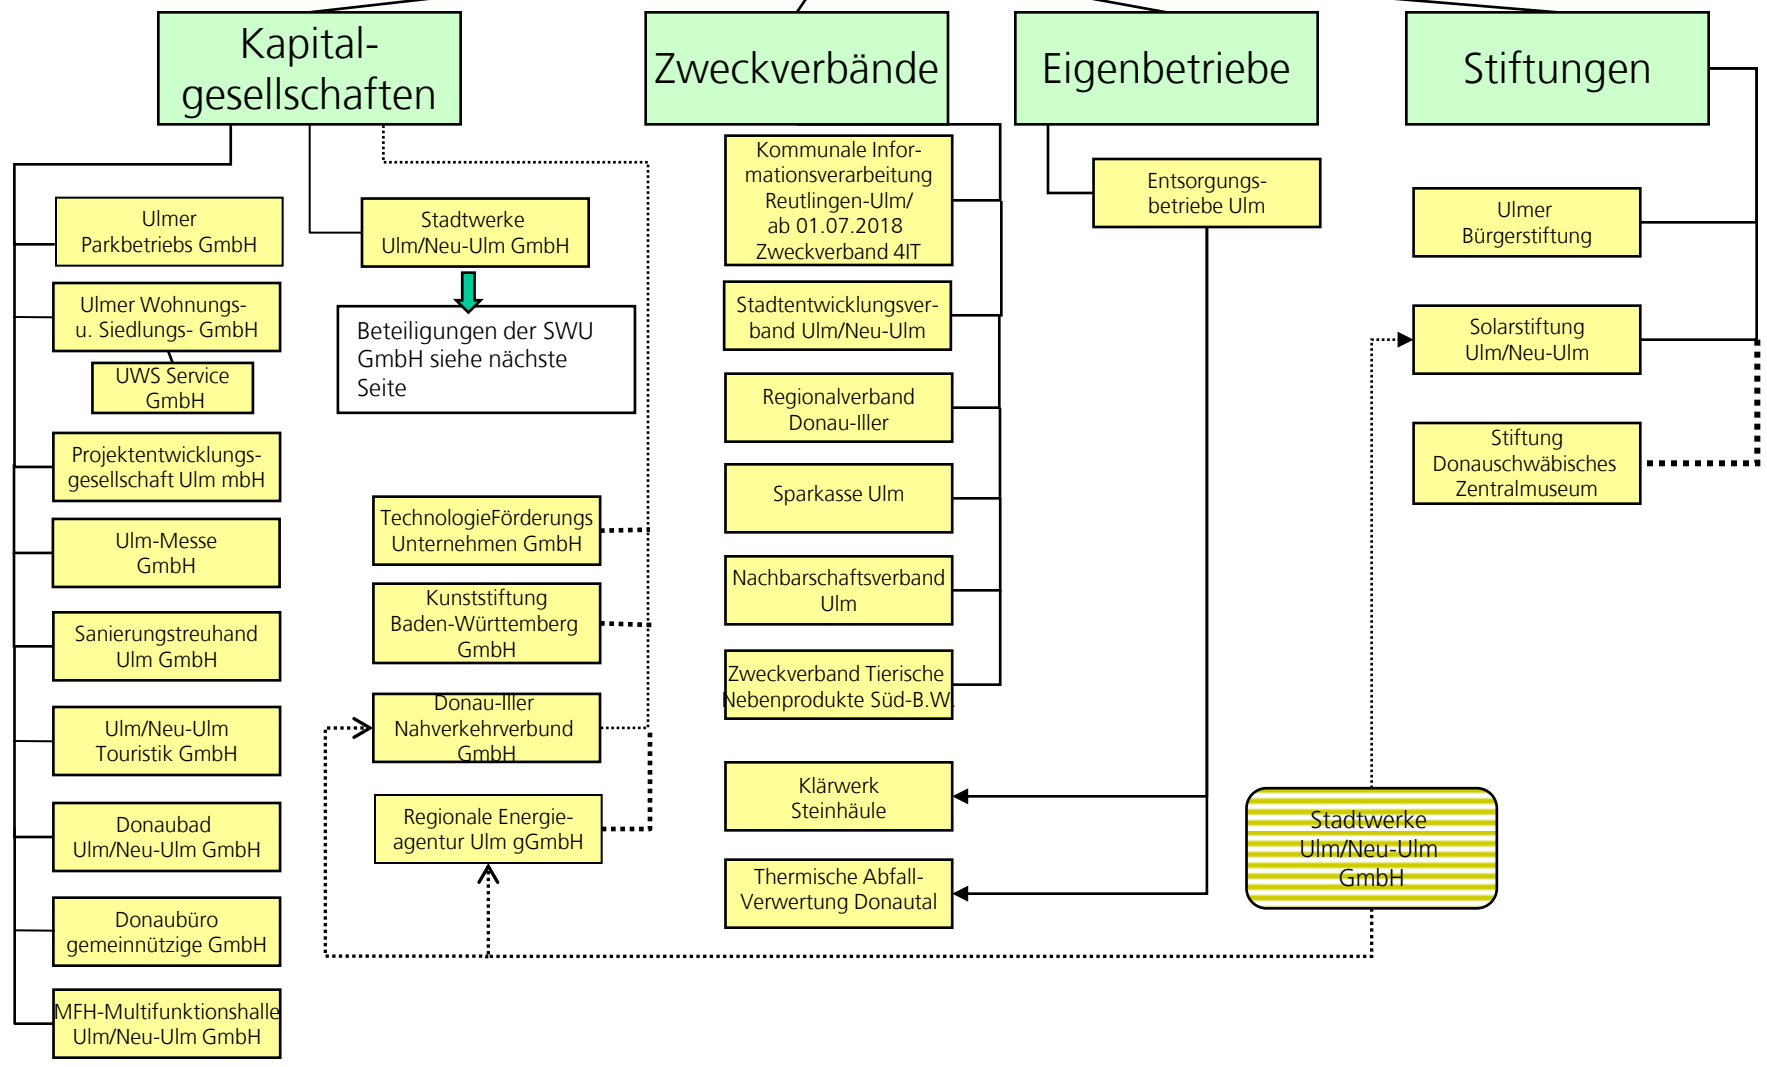 Kapital-
gesellschaften
Zweckverbände
Eigenbetriebe
Stiftungen
Ulmer
Parkbetriebs GmbH
Ulmer Wohnungs-
u. Siedlungs- GmbH
UWS Service
GmbH
Projektentwicklungs-
gesellschaft Ulm mbH
Ulm-Messe
GmbH
Sanierungstreuhand
Ulm GmbH
Ulm/Neu-Ulm
Touristik GmbH
Donaubad
Ulm/Neu-Ulm GmbH
Donaubüro
gemeinnützige GmbH
MFH-Multifunktionshalle
Ulm/Neu-Ulm GmbH
Stadtwerke
Ulm/Neu-Ulm GmbH
Beteiligungen der SWU
GmbH siehe nächste
Seite
TechnologieFörderungs
Unternehmen GmbH
Kunststiftung
Baden-Württemberg
GmbH
Donau-Iller
Nahverkehrverbund
GmbH
Regionale Energie-
agentur Ulm gGmbH
Kommunale Infor-
mationsverarbeitung
Reutlingen-Ulm/
ab 01.07.2018
Zweckverband 4IT
Stadtentwicklungsver-
band Ulm/Neu-Ulm
Regionalverband
Donau-Iller
Sparkasse Ulm
Nachbarschaftsverband
Ulm
Zweckverband Tierische
Nebenprodukte Süd-B.W.
Klärwerk
Steinhäule
Thermische Abfall-
Verwertung Donautal
Entsorgungs-
betriebe Ulm
Ulmer
Bürgerstiftung
Solarstiftung
Ulm/Neu-Ulm
Stiftung
Donauschwäbisches
Zentralmuseum
Stadtwerke
Ulm/Neu-Ulm
GmbH